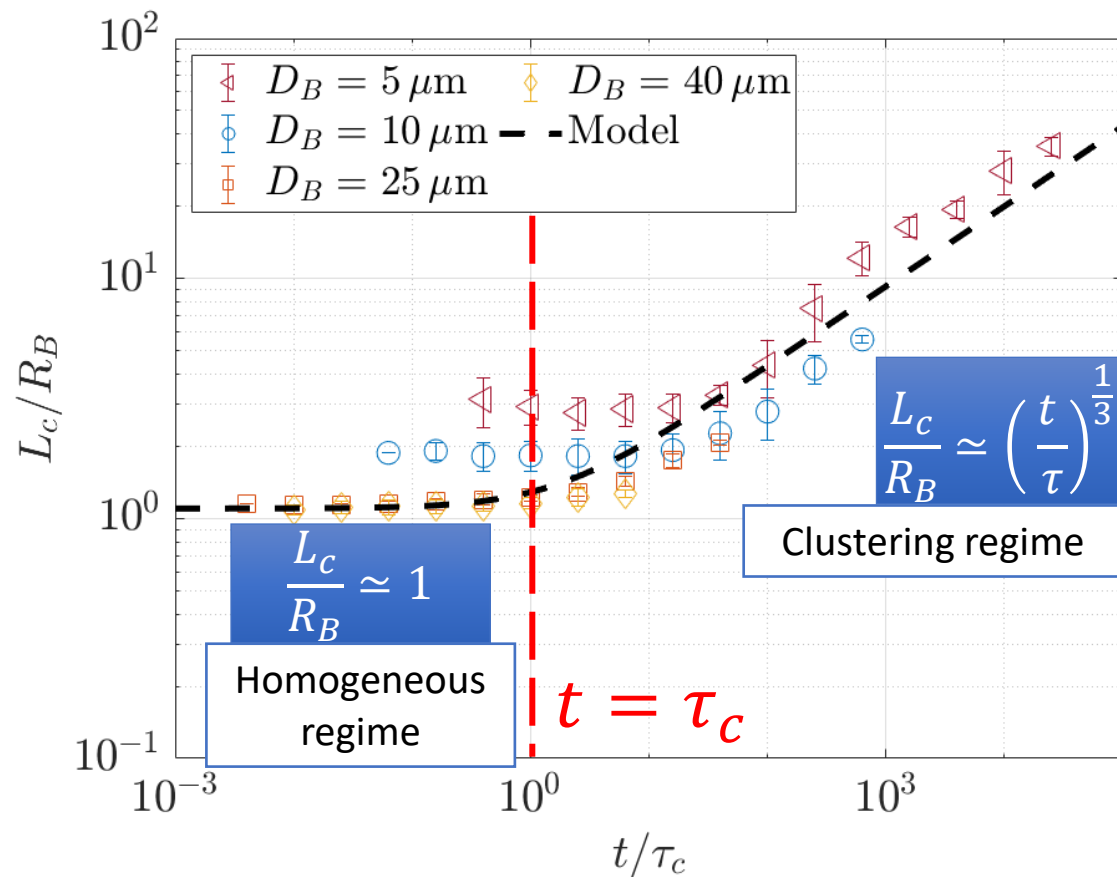 10²
D_B = 5 μm
D_B = 40 μm
D_B = 10 μm
Model
D_B = 25 μm
10¹
L_c/R_B
L_c/R_B ≃ (t/τ)^{1/3}
10⁰
Clustering regime
L_c/R_B ≃ 1
Homogeneous
regime
t = τ_c
10⁻¹
10⁻³
10⁰
10³
t/τ_c